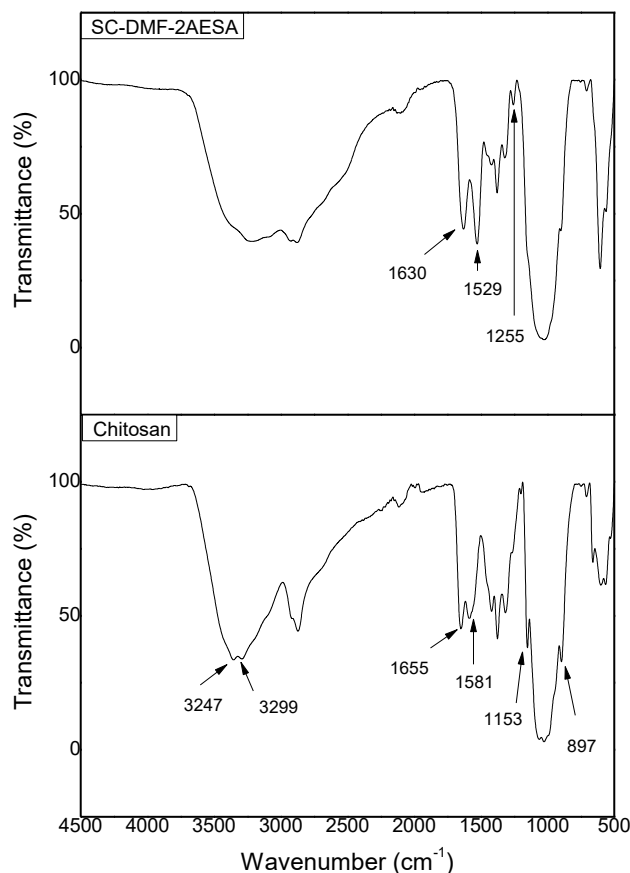 SC-DMF-2AESA
100
50
0
Transmittance (%)
1630
1529
1255
Chitosan
100
50
0
Transmittance (%)
3247
3299
1655
1581
1153
897
4500 3500 3000 2500 2000 1500 1000 500
Wavenumber (cm⁻¹)